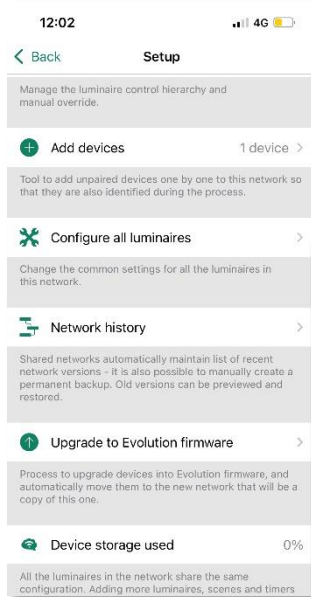 12:02
4G
Back
Setup
Manage the luminaire control hierarchy and
manual override.
Add devices
1 device
Tool to add unpaired devices one by one to this network so
that they are also identified during the process.
Configure all luminaires
Change the common settings for all the luminaires in
this network.
Network history
Shared networks automatically maintain list of recent
network versions - it is also possible to manually create a
permanent backup. Old versions can be previewed and
restored.
Upgrade to Evolution firmware
Process to upgrade devices into Evolution firmware, and
automatically move them to the new network that will be a
copy of this one.
Device storage used
0%
All the luminaires in the network share the same
configuration. Adding more luminaires, scenes and timers